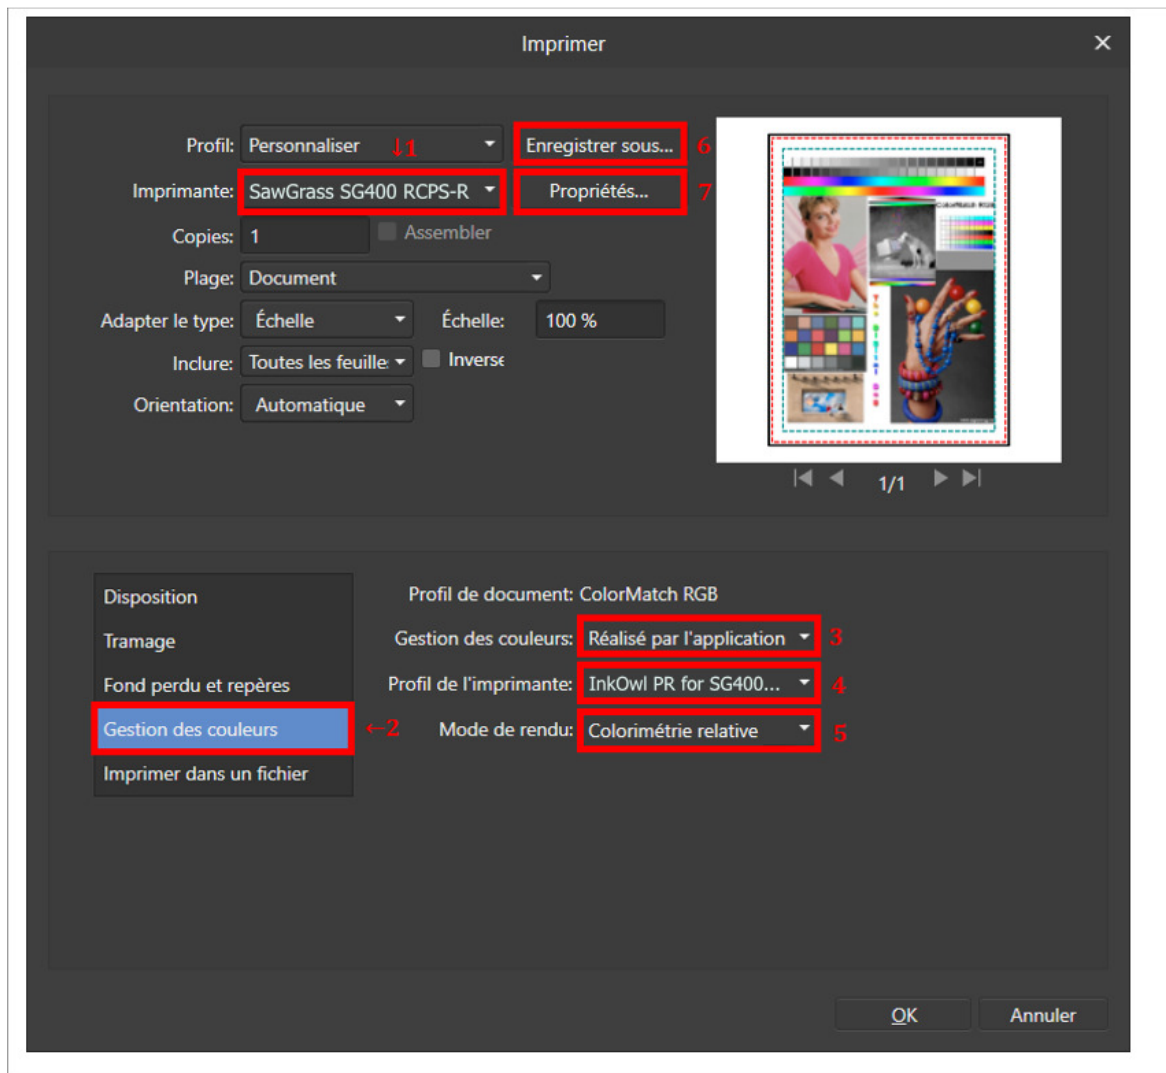 Imprimer
Profil: Personnaliser ↓1 Enregistrer sous... 6
Imprimante: SawGrass SG400 RCPS-R Propriétés... 7
Copies: 1 Assembler
Plage: Document
Adapter le type: Échelle Échelle: 100 %
Inclure: Toutes les feuille Inverse
Orientation: Automatique
ColorMatch RGB
1/1
Disposition
Tramage
Fond perdu et repères
Gestion des couleurs ←2
Imprimer dans un fichier
Profil de document: ColorMatch RGB
Gestion des couleurs: Réalisé par l'application 3
Profil de l'imprimante: InkOwl PR for SG400... 4
Mode de rendu: Colorimétrie relative 5
OK Annuler